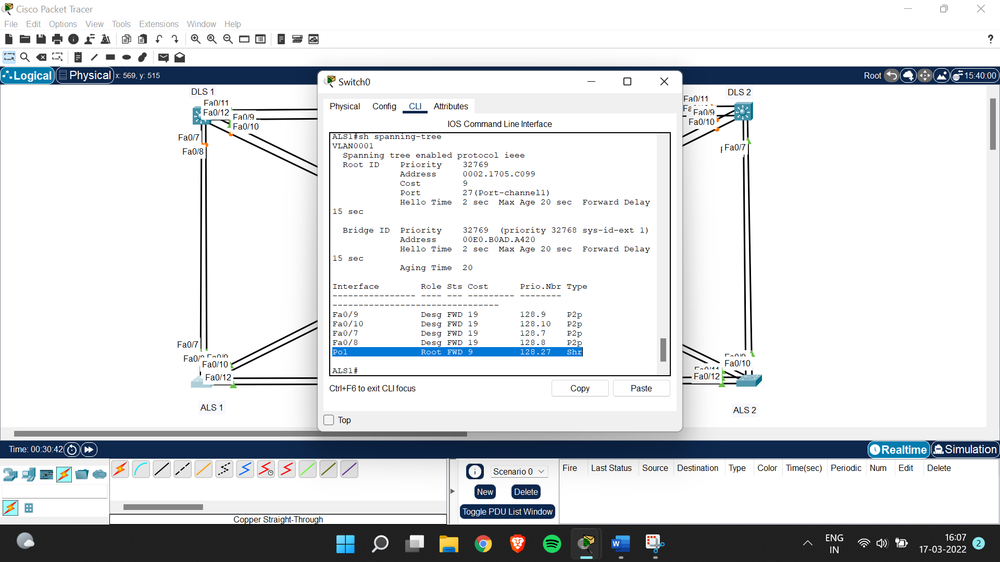 Cisco Packet Tracer
File Edit Options View Tools Extensions Window Help
Logical Physical x: 569, y: 515
Root 15:40:00
DLS 1
Fa0/11
Fa0/12
Fa0/9
Fa0/10
Fa0/7
Fa0/8
Fa0/7
Fa0/10
Fa0/12
ALS 1
Switch0
Physical Config CLI Attributes
IOS Command Line Interface
ALS1#sh spanning-tree
VLAN0001
Spanning tree enabled protocol ieee
Root ID Priority 32769
Address 0002.1705.C099
Cost 9
Port 27(Port-channel1)
Hello Time 2 sec Max Age 20 sec Forward Delay
15 sec
Bridge ID Priority 32769 (priority 32768 sys-id-ext 1)
Address 00E0.B0AD.A420
Hello Time 2 sec Max Age 20 sec Forward Delay
15 sec
Aging Time 20
Interface Role Sts Cost Prio.Nbr Type
---------------- ---- --- --------- --------
--------------------------------
Fa0/9 Desg FWD 19 128.9 P2p
Fa0/10 Desg FWD 19 128.10 P2p
Fa0/7 Desg FWD 19 128.7 P2p
Fa0/8 Desg FWD 19 128.8 P2p
Po1 Root FWD 9 128.27 Shr
ALS1#
Ctrl+F6 to exit CLI focus
Copy Paste
Top
DLS 2
Fa0/11
Fa0/9
Fa0/10
Fa0/7
Fa0/10
Fa0/12
ALS 2
Time: 00:30:42
Realtime Simulation
Scenario 0
New Delete
Toggle PDU List Window
Fire Last Status Source Destination Type Color Time(sec) Periodic Num Edit Delete
Copper Straight-Through
ENG
IN
16:07
17-03-2022
2